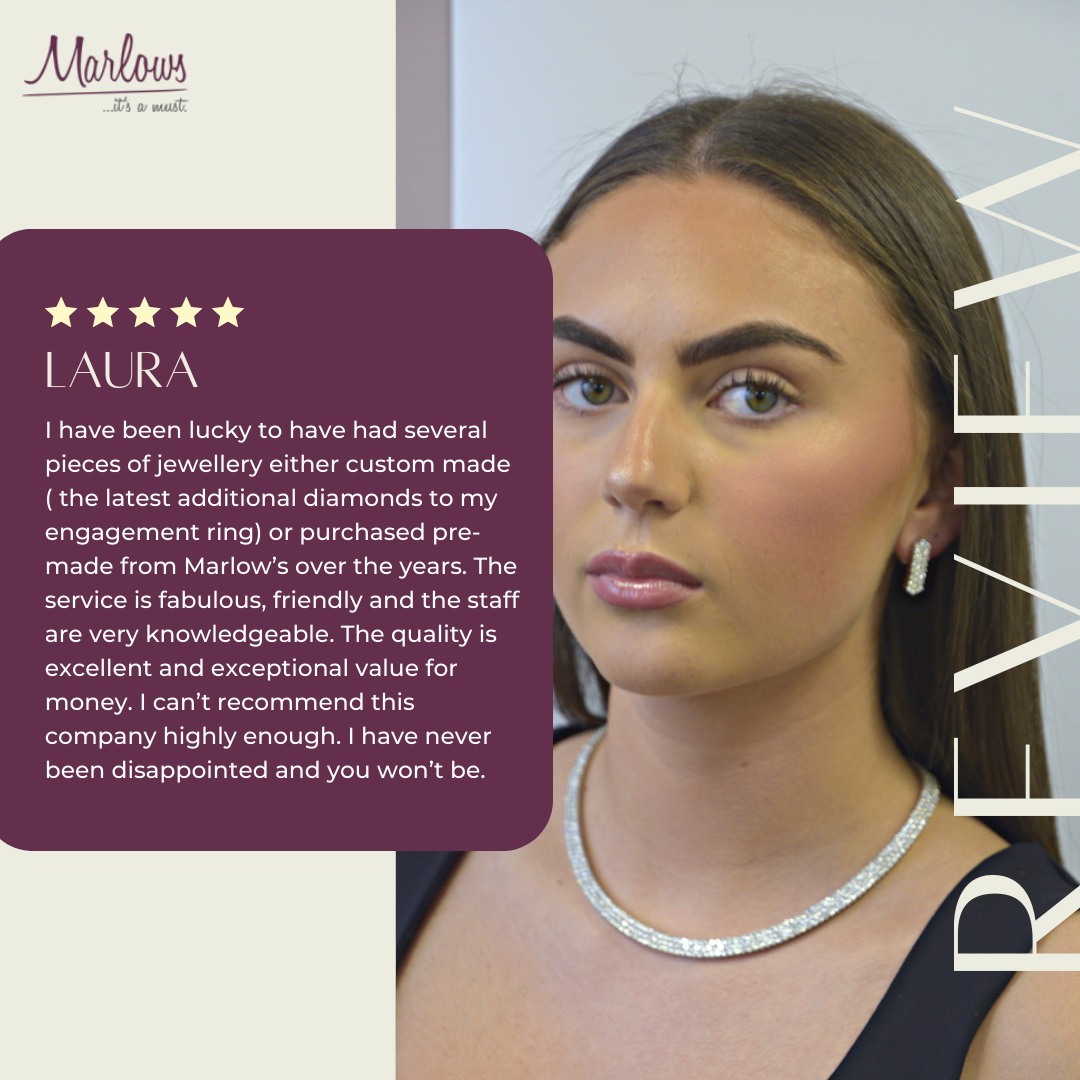 Marlows
...it's a must.
LAURA
I have been lucky to have had several
pieces of jewellery either custom made
( the latest additional diamonds to my
engagement ring) or purchased pre-
made from Marlow’s over the years. The
service is fabulous, friendly and the staff
are very knowledgeable. The quality is
excellent and exceptional value for
money. I can’t recommend this
company highly enough. I have never
been disappointed and you won’t be.
REVIEW